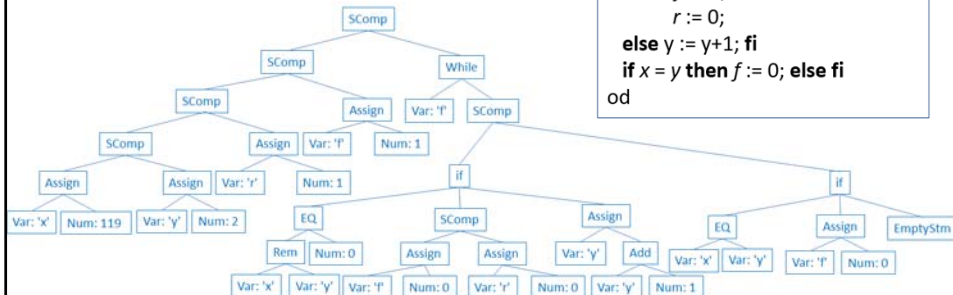 r := 0;
else y := y+1; fi
if x = y then f := 0; else fi
od
SComp
SComp
While
SComp
Assign
Var: 'f'
SComp
SComp
Assign
Var: 'f'
Num: 1
Assign
Assign
Var: 'r'
Num: 1
if
if
Var: 'x'
Num: 119
Var: 'y'
Num: 2
EQ
SComp
Assign
EQ
Assign
EmptyStm
Rem
Num: 0
Assign
Assign
Var: 'y'
Add
Var: 'x'
Var: 'y'
Var: 'f'
Num: 0
Var: 'x'
Var: 'y'
Var: 'f'
Num: 0
Var: 'r'
Num: 0
Var: 'y'
Num: 1